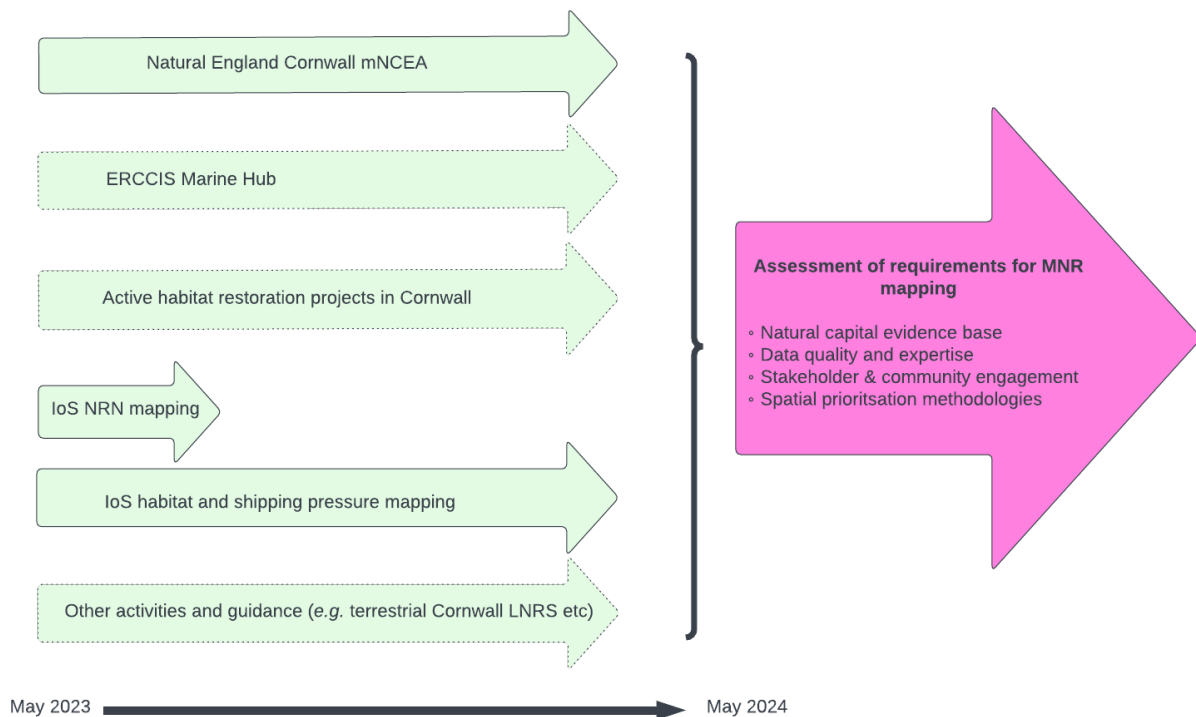 Natural England Cornwall mNCEA
ERCCIS Marine Hub
Active habitat restoration projects in Cornwall
IoS NRN mapping
IoS habitat and shipping pressure mapping
Other activities and guidance (e.g. terrestrial Cornwall LNRS etc)
Assessment of requirements for MNR
mapping
◦ Natural capital evidence base
◦ Data quality and expertise
◦ Stakeholder & community engagement
◦ Spatial prioritsation methodologies
May 2023
May 2024